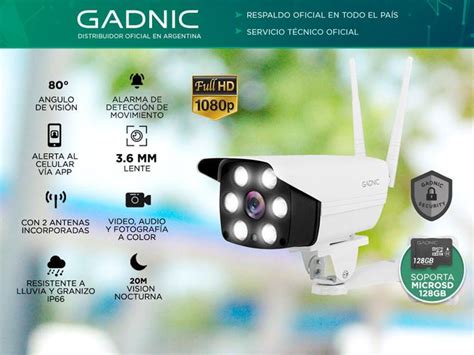 GADNIC
DISTRIBUIDOR OFICIAL EN ARGENTINA
RESPALDO OFICIAL EN TODO EL PAÍS
SERVICIO TÉCNICO OFICIAL
80°
ANGULO
DE VISIÓN
ALARMA DE
DETECCIÓN DE
MOVIMIENTO
Full HD
1080p
ALERTA AL
CELULAR
VÍA APP
3.6 MM
LENTE
CON 2 ANTENAS
INCORPORADAS
VIDEO, AUDIO
Y FOTOGRAFÍA
A COLOR
RESISTENTE A
LLUVIA Y GRANIZO
IP66
20M
VISIÓN
NOCTURNA
GADNIC
GADNIC
SECURITY
GADNIC
128GB
SOPORTA
MICROSD
128GB